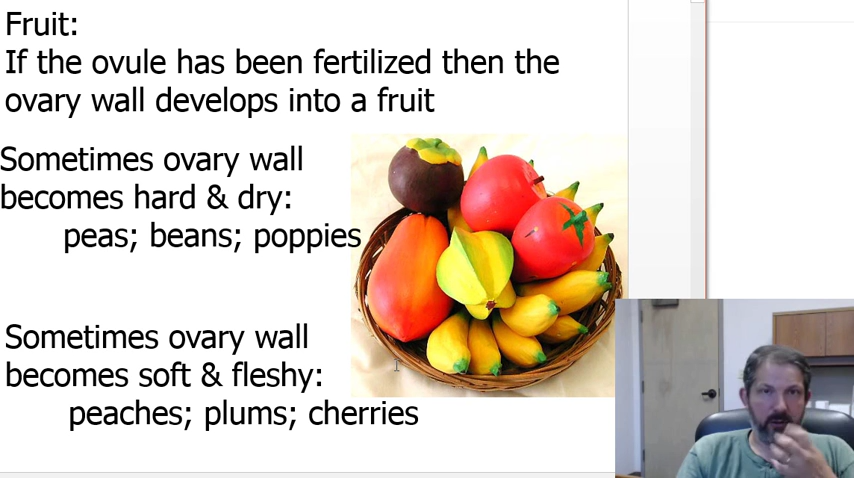 Fruit:
If the ovule has been fertilized then the
ovary wall develops into a fruit
Sometimes ovary wall
becomes hard & dry:
peas; beans; poppies
Sometimes ovary wall
becomes soft & fleshy:
peaches; plums; cherries